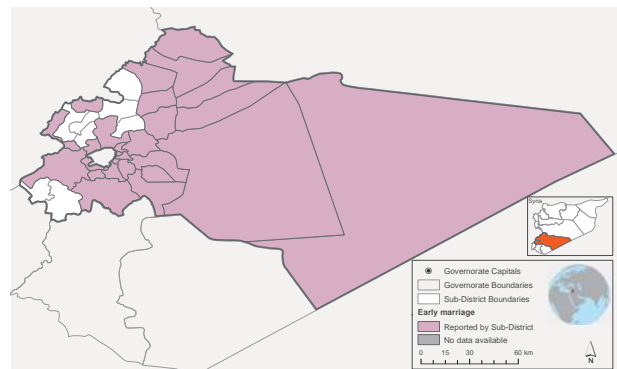 Syria
Governorate Capitals
Governorate Boundaries
Sub-District Boundaries
Early marriage
Reported by Sub-District
No data available
0 15 30 60 km
N